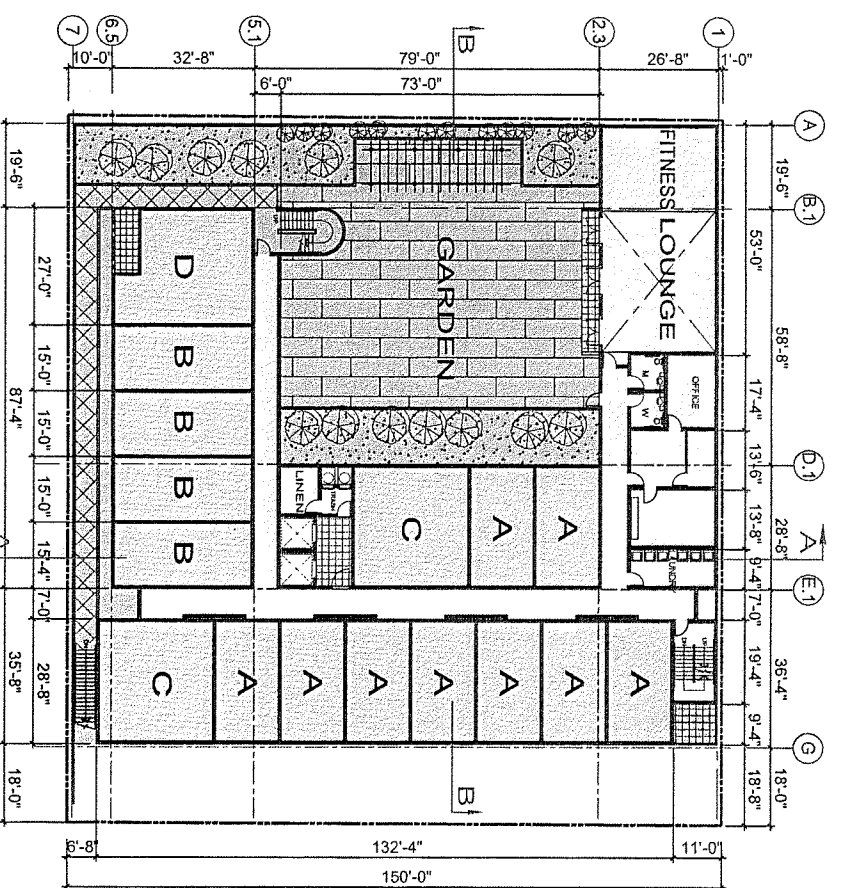 7
6.5
5.1
B
2.3
1
10'-0"
32'-8"
79'-0"
26'-8"
1'-0"
6'-0"
73'-0"
A
19'-6"
B.1
53'-0"
58'-8"
17'-4"
D.1
13'-6"
28'-8"
A
13'-8"
9'-4"
E.1
7'-0"
36'-4"
19'-4"
9'-4"
G
18'-0"
18'-8"
FITNESS
LOUNGE
GARDEN
OFFICE
M
W
LINEN
TRASH
D
B
B
B
B
C
A
A
C
A
A
A
A
A
A
A
19'-6"
27'-0"
15'-0"
15'-0"
15'-0"
15'-4"
87'-4"
7'-0"
28'-8"
35'-8"
18'-0"
B
6'-8"
132'-4"
11'-0"
150'-0"